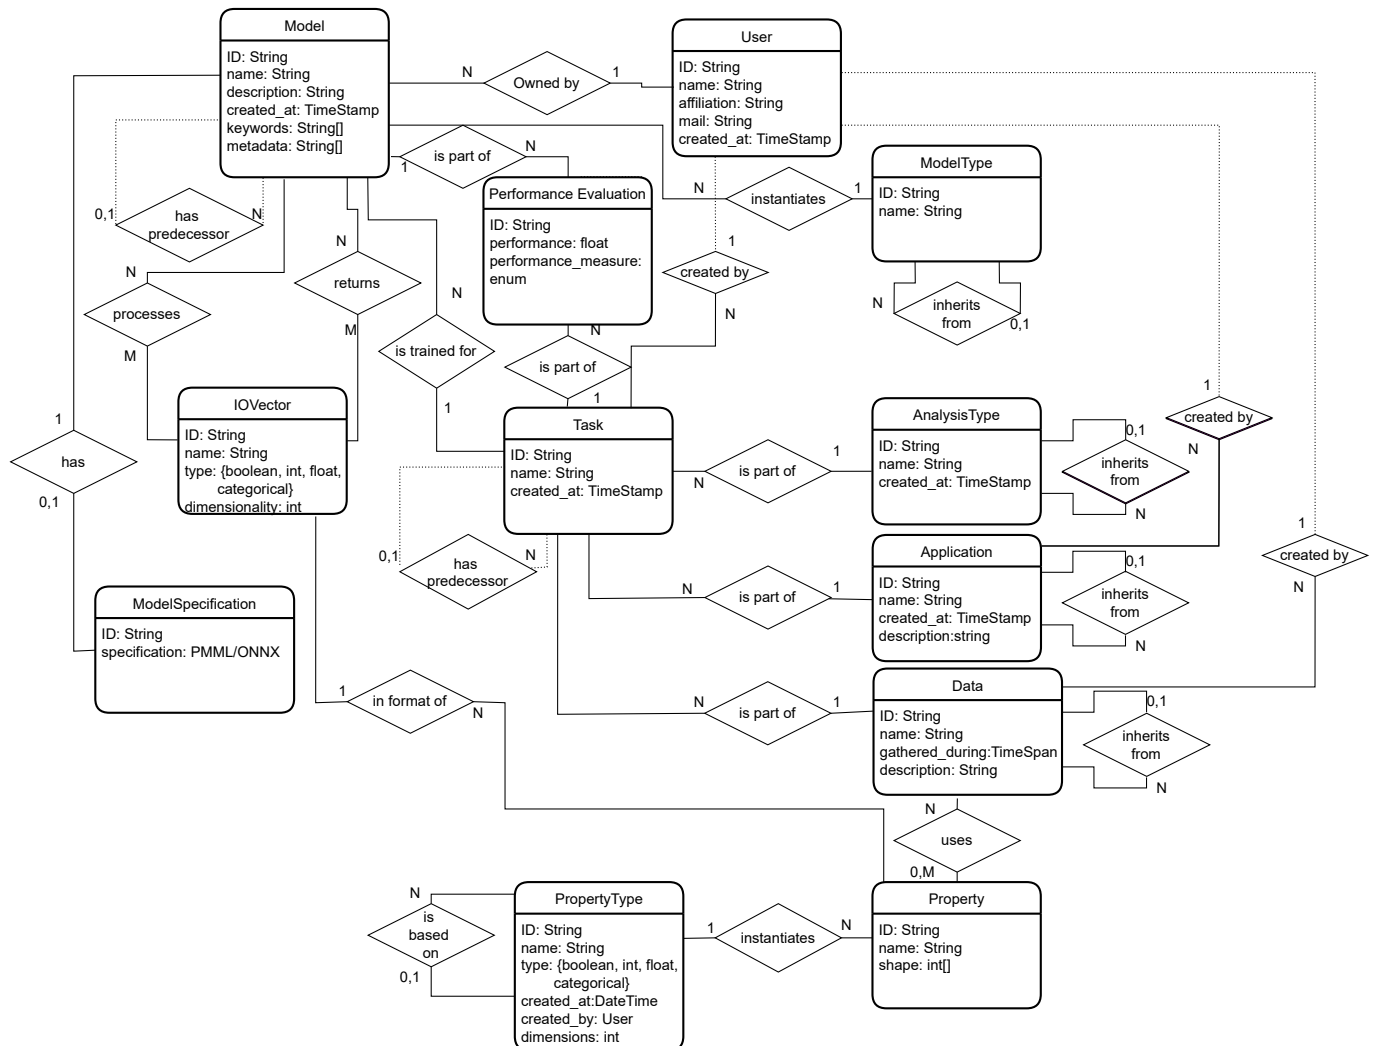 Model
ID: String
name: String
description: String
created_at: TimeStamp
keywords: String[]
metadata: String[]
N
Owned by
1
User
ID: String
name: String
affiliation: String
mail: String
created_at: TimeStamp
1
is part of
N
Performance Evaluation
ID: String
performance: float
performance_measure:
enum
N
instantiates
1
ModelType
ID: String
name: String
N
inherits
from
0,1
0,1
has
predecessor
N
N
processes
M
N
returns
M
N
is trained for
1
1
created by
N
N
is part of
1
1
has
0,1
IOVector
ID: String
name: String
type: {boolean, int, float,
categorical}
dimensionality: int
Task
ID: String
name: String
created_at: TimeStamp
0,1
has
predecessor
N
N
is part of
1
AnalysisType
ID: String
name: String
created_at: TimeStamp
0,1
inherits
from
N
1
created by
N
1
created by
N
N
is part of
1
Application
ID: String
name: String
created_at: TimeStamp
description:string
0,1
inherits
from
N
ModelSpecification
ID: String
specification: PMML/ONNX
1
in format of
N
N
is part of
1
Data
ID: String
name: String
gathered_during:TimeSpan
description: String
0,1
inherits
from
N
N
uses
0,M
N
is
based
on
0,1
PropertyType
ID: String
name: String
type: {boolean, int, float,
categorical}
created_at:DateTime
created_by: User
dimensions: int
1
instantiates
N
Property
ID: String
name: String
shape: int[]